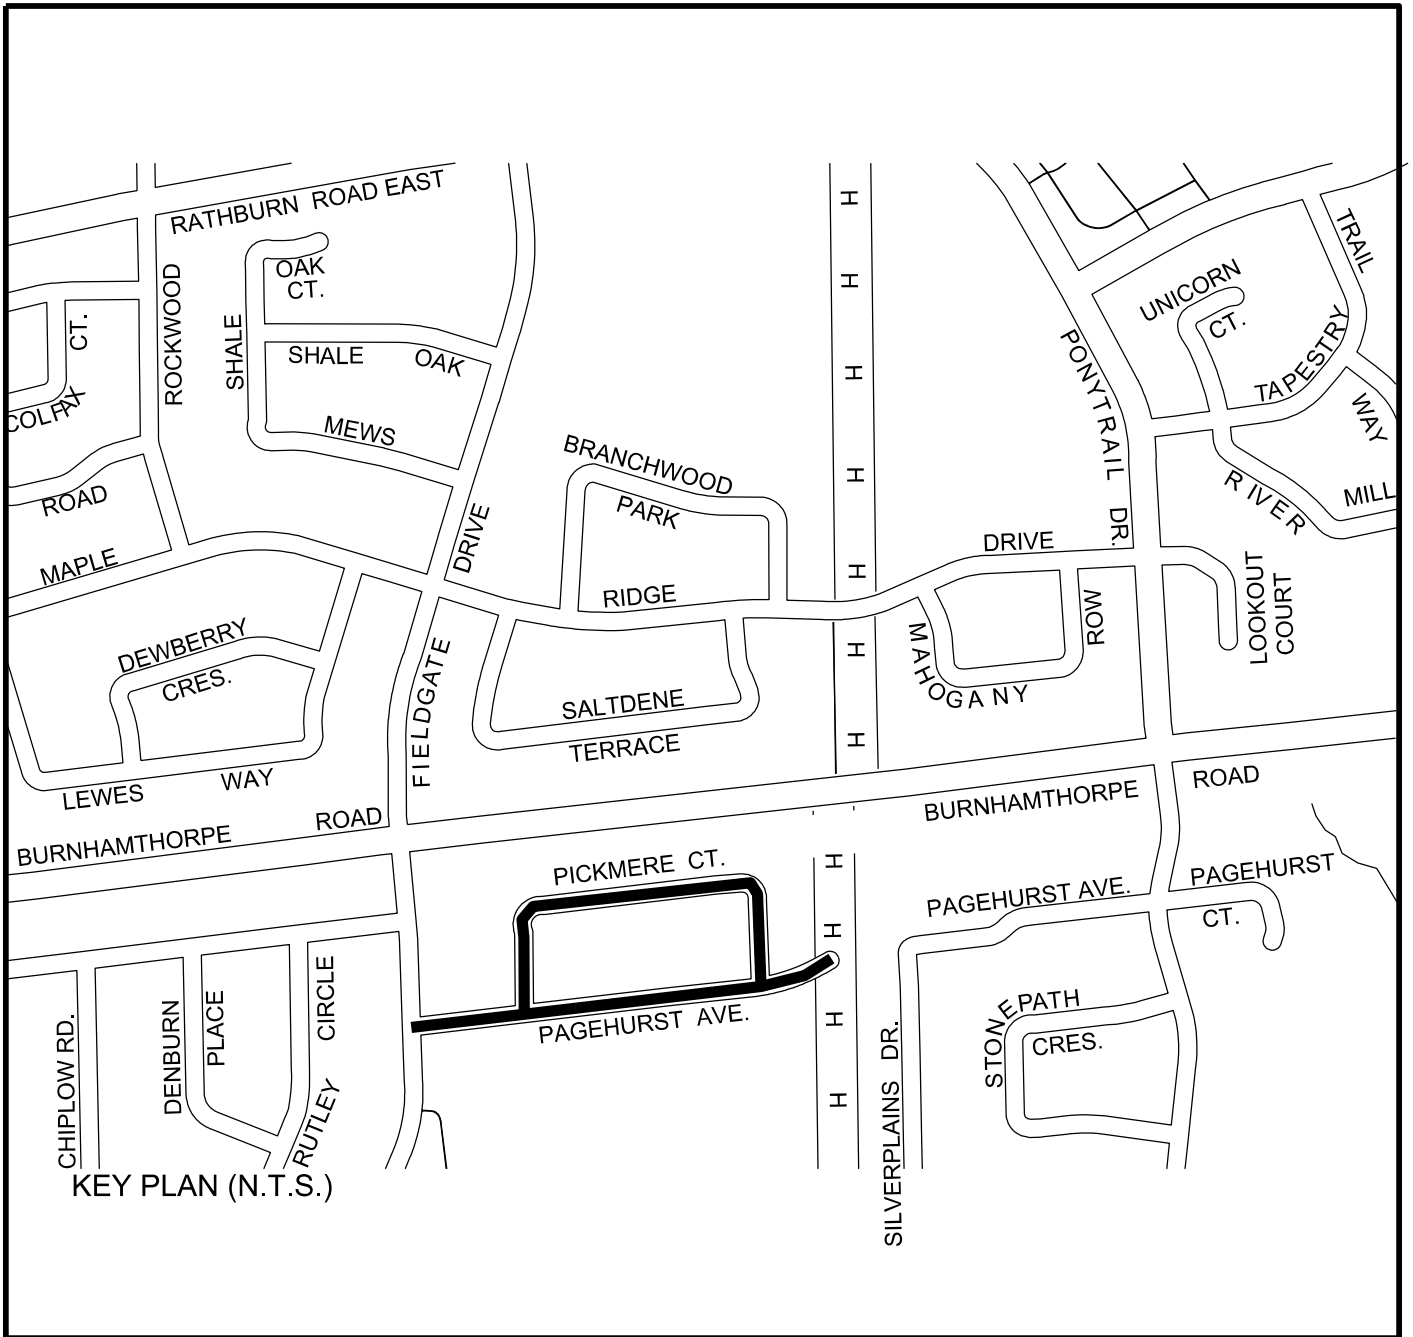 RATHBURN ROAD EAST
ROCKWOOD
SHALE
OAK
CT.
SHALE OAK
MEWS
CT.
COLFAX
ROAD
MAPLE
DRIVE
FIELDGATE
BRANCHWOOD
PARK
RIDGE
DRIVE
H
H
H
H
H
H
H
PONYTRAIL DR.
UNICORN
CT.
TRAIL
TAPESTRY
WAY
RIVER
MILL
LOOKOUT
COURT
MAHOGANY
ROW
DEWBERRY
CRES.
SALTDENE
TERRACE
LEWES WAY
BURNHAMTHORPE ROAD
BURNHAMTHORPE ROAD
PICKMERE CT.
PAGEHURST AVE.
H
H
H
H
PAGEHURST AVE.
PAGEHURST
CT.
STONEPATH
CRES.
SILVERPLAINS DR.
CHIPLOW RD.
DENBURN
PLACE
CIRCLE
RUTLEY
KEY PLAN (N.T.S.)